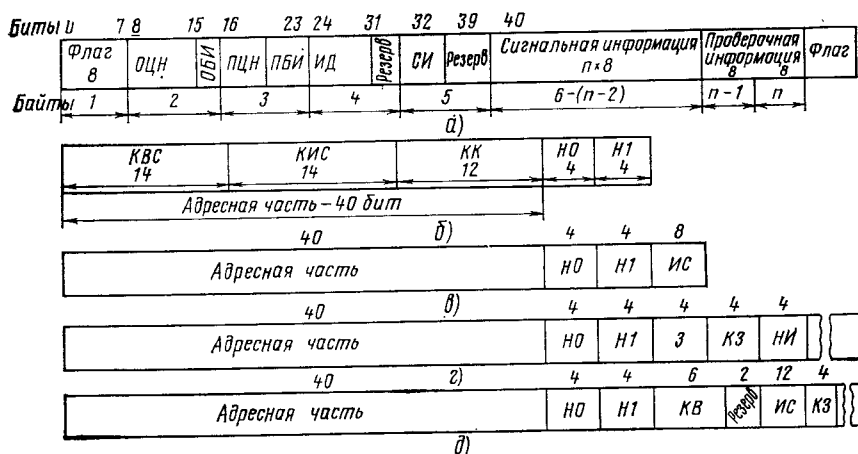 Биты 0 7 8 15 16 23 24 31 32 39 40
Флаг 8 ОЦН ОБИ ПЦН ПБИ ИД Резерв СИ Резерв Сигнальная информация n×8 Проверочная информация 8 8 Флаг
Байты 1 2 3 4 5 6-(n-2) n-1 n
а)
КВС 14 КИС 14 КК 12 Н0 4 Н1 4
Адресная часть - 40 бит
б)
40 4 4 8
Адресная часть Н0 Н1 ИС
в)
40 4 4 4 4 4
Адресная часть Н0 Н1 З КЗ НИ
г)
40 4 4 6 2 12 4
Адресная часть Н0 Н1 КВ Резерв ИС КЗ
д)